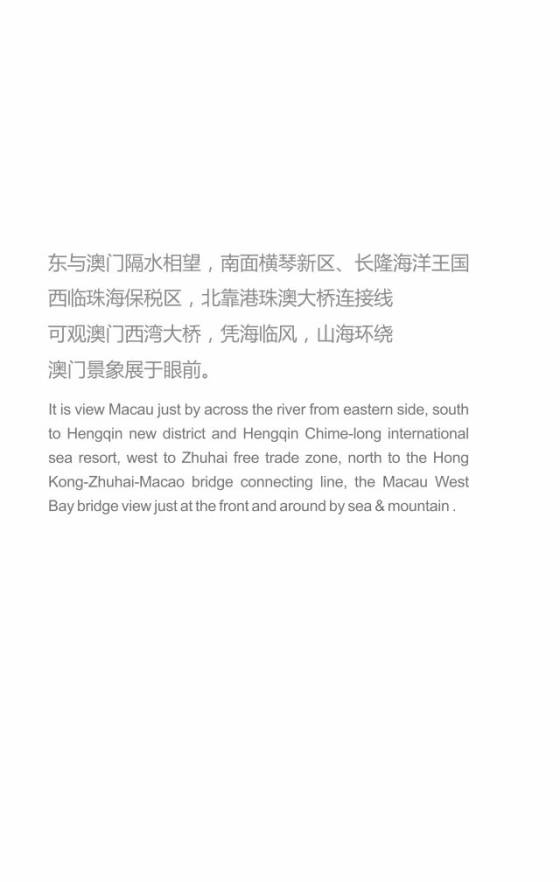 东与澳门隔水相望，南面横琴新区、长隆海洋王国
西临珠海保税区，北靠港珠澳大桥连接线
可观澳门西湾大桥，凭海临风，山海环绕
澳门景象展于眼前。
It is view Macau just by across the river from eastern side, south
to Hengqin new district and Hengqin Chime-long international
sea resort, west to Zhuhai free trade zone, north to the Hong
Kong-Zhuhai-Macao bridge connecting line, the Macau West
Bay bridge view just at the front and around by sea & mountain .